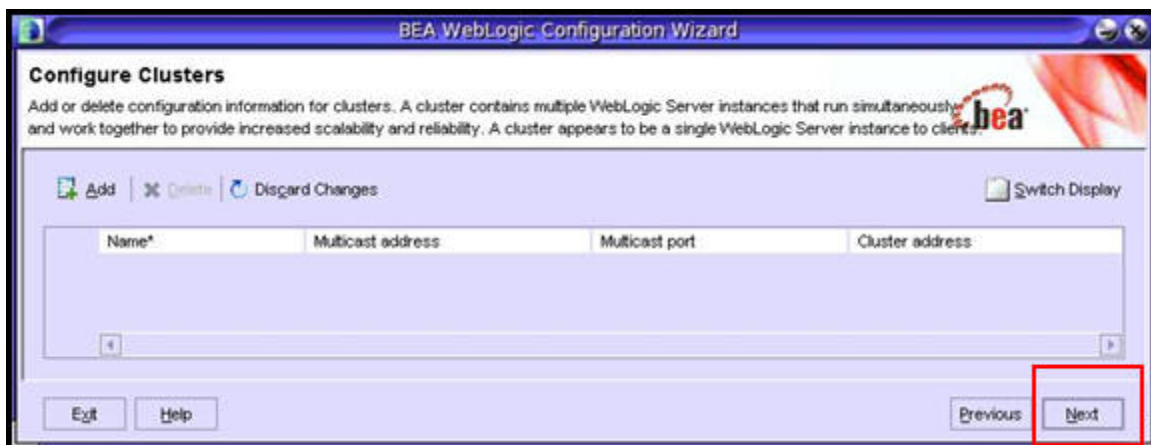 BEA WebLogic Configuration Wizard
Configure Clusters
Add or delete configuration information for clusters. A cluster contains multiple WebLogic Server instances that run simultaneously
and work together to provide increased scalability and reliability. A cluster appears to be a single WebLogic Server instance to clients.
bea
Add Delete Discard Changes Switch Display
Name* Multicast address Multicast port Cluster address
Exit Help Previous Next